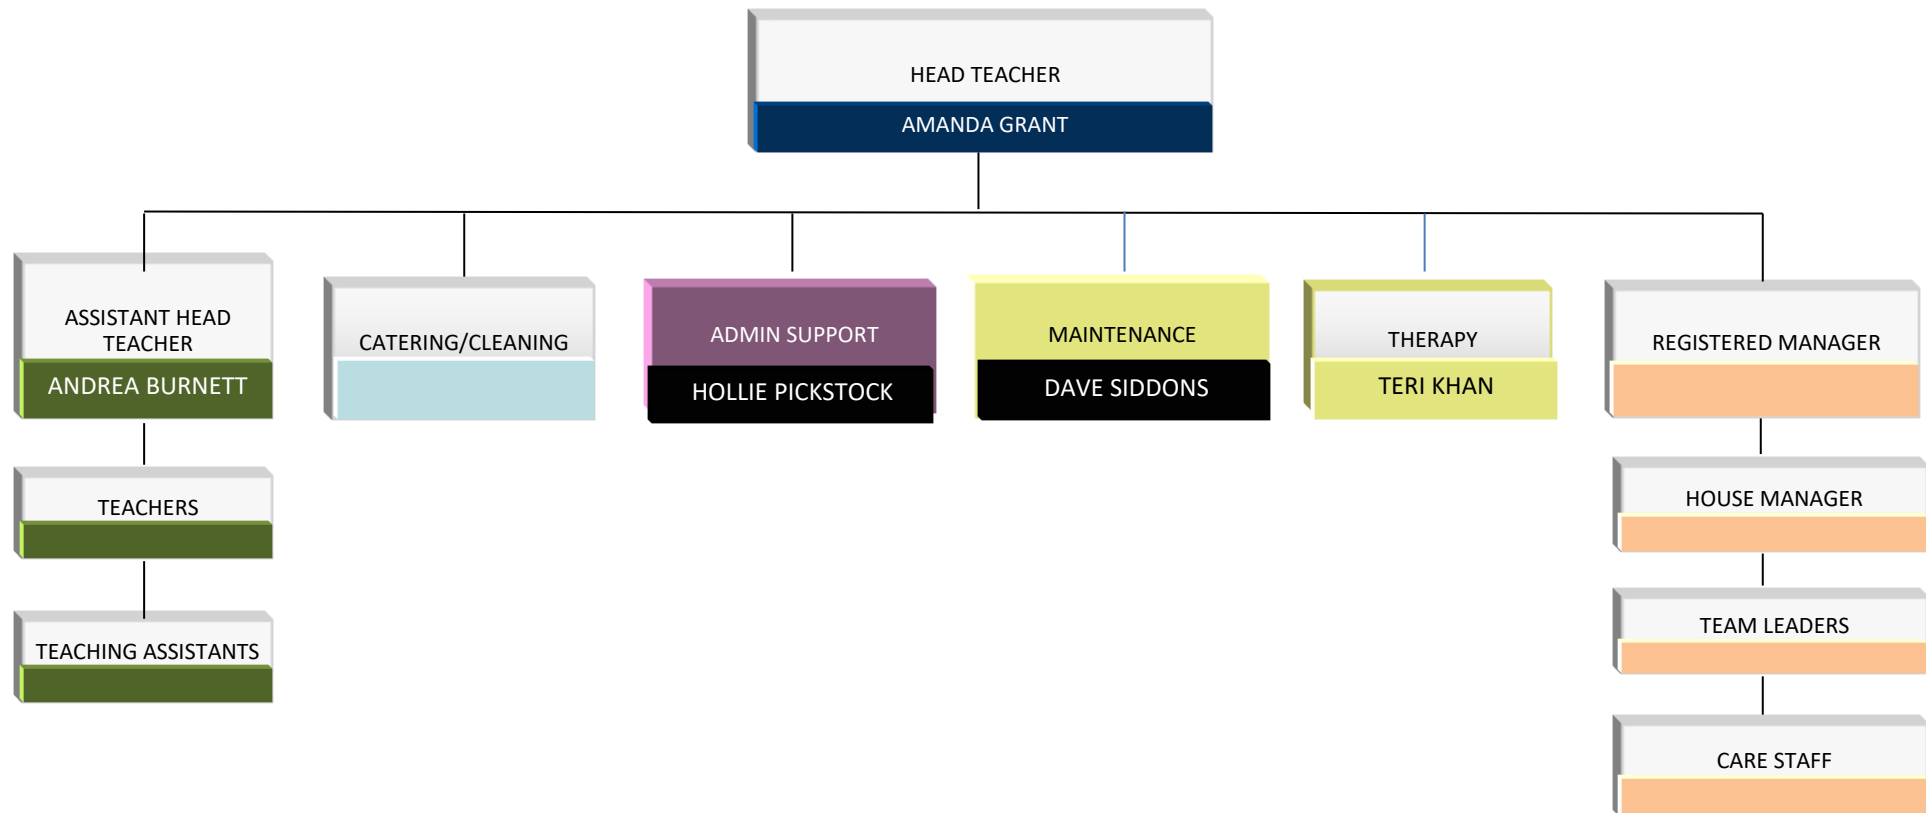 HEAD TEACHER
AMANDA GRANT
ASSISTANT HEAD
TEACHER
ANDREA BURNETT
CATERING/CLEANING
ADMIN SUPPORT
HOLLIE PICKSTOCK
MAINTENANCE
DAVE SIDDONS
THERAPY
TERI KHAN
REGISTERED MANAGER
TEACHERS
TEACHING ASSISTANTS
HOUSE MANAGER
TEAM LEADERS
CARE STAFF